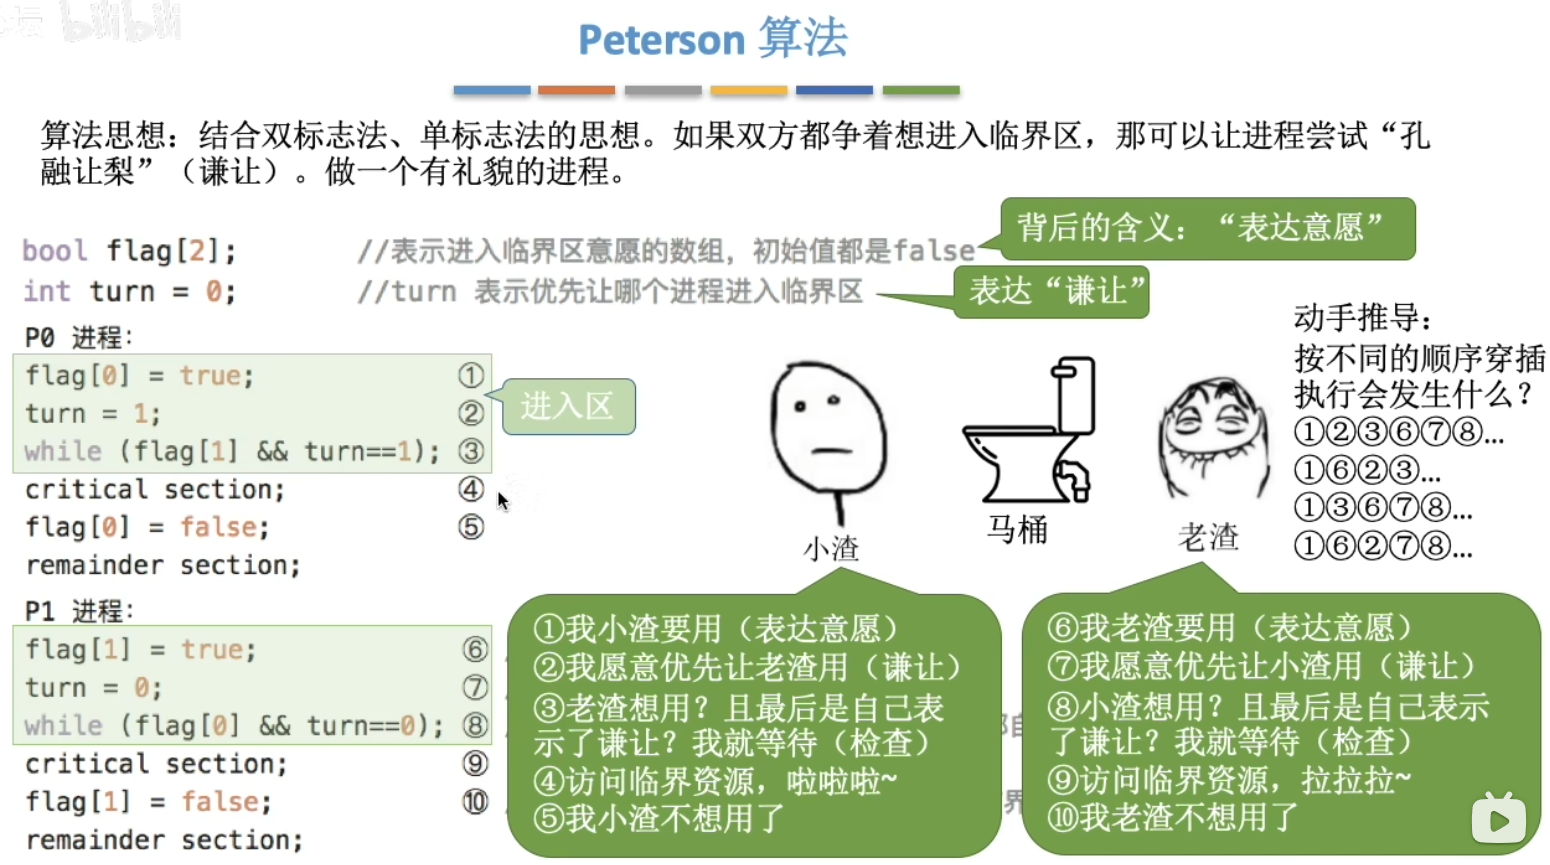 bilibili
Peterson 算法
算法思想：结合双标志法、单标志法的思想。如果双方都争着想进入临界区，那可以让进程尝试“孔
融让梨”（谦让）。做一个有礼貌的进程。
背后的含义：“表达意愿”
bool flag[2]; //表示进入临界区意愿的数组，初始值都是false
int turn = 0; //turn 表示优先让哪个进程进入临界区
表达“谦让”
P0 进程：
flag[0] = true; ①
turn = 1; ②
while (flag[1] && turn==1); ③
critical section; ④
flag[0] = false; ⑤
remainder section;
进入区
P1 进程：
flag[1] = true; ⑥
turn = 0; ⑦
while (flag[0] && turn==0); ⑧
critical section; ⑨
flag[1] = false; ⑩
remainder section;
小渣
马桶
老渣
动手推导：
按不同的顺序穿插
执行会发生什么？
①②③⑥⑦⑧...
①⑥②③...
①③⑥⑦⑧...
①⑥②⑦⑧...
①我小渣要用（表达意愿）
②我愿意优先让老渣用（谦让）
③老渣想用？且最后是自己表
示了谦让？我就等待（检查）
④访问临界资源，啦啦啦~
⑤我小渣不想用了
⑥我老渣要用（表达意愿）
⑦我愿意优先让小渣用（谦让）
⑧小渣想用？且最后是自己表示
了谦让？我就等待（检查）
⑨访问临界资源，拉拉拉~
⑩我老渣不想用了